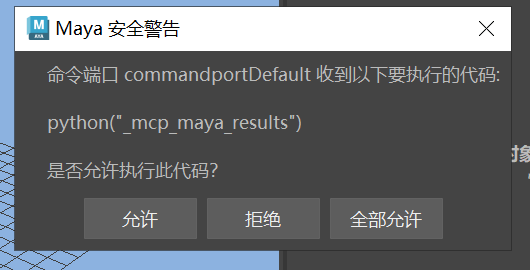 Maya 安全警告
命令端口 commandportDefault 收到以下要执行的代码:
python("_mcp_maya_results")
是否允许执行此代码?
允许
拒绝
全部允许
对象